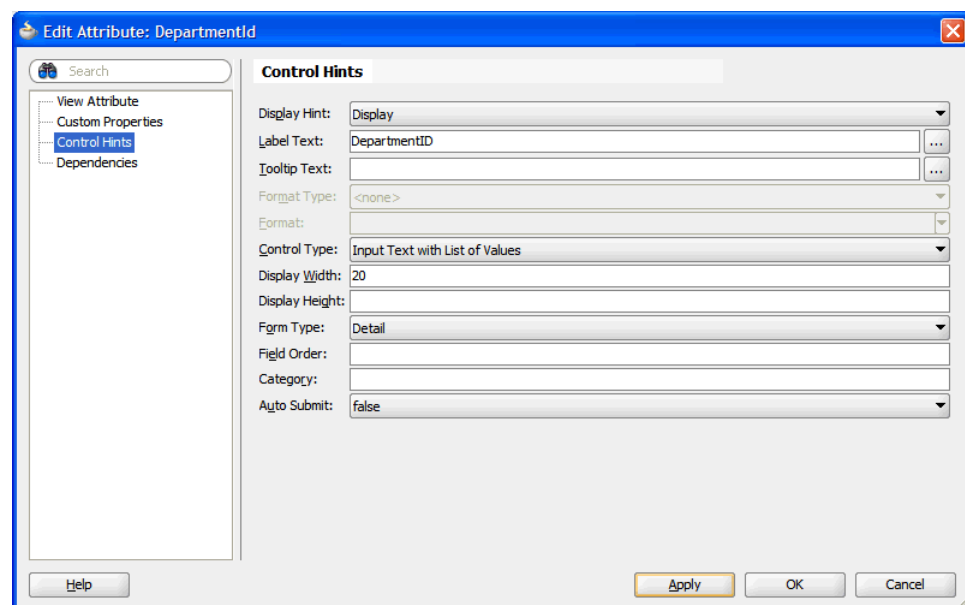 Edit Attribute: DepartmentId
Search
View Attribute
Custom Properties
Control Hints
Dependencies
Control Hints
Display Hint: Display
Label Text: DepartmentID ...
Tooltip Text: ...
Format Type: <none>
Format:
Control Type: Input Text with List of Values
Display Width: 20
Display Height:
Form Type: Detail
Field Order:
Category:
Auto Submit: false
Help Apply OK Cancel